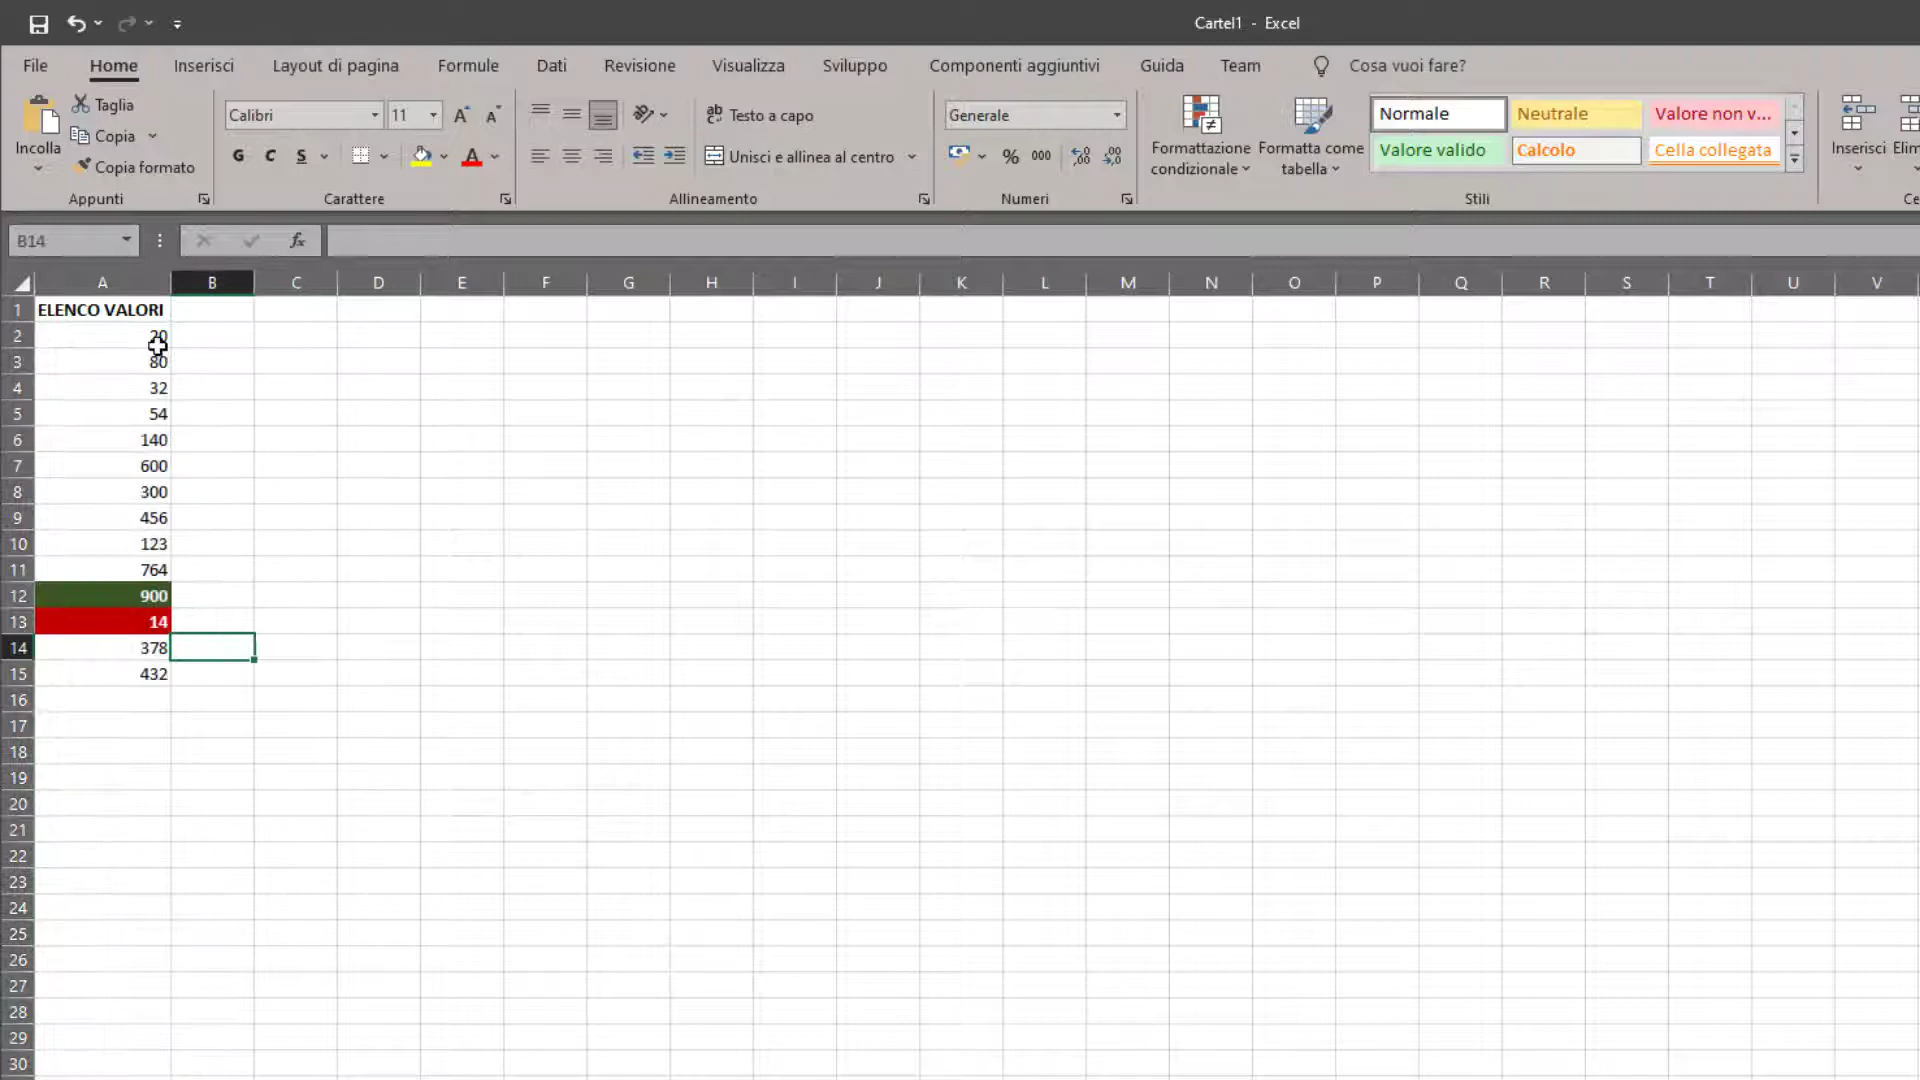 Cartel1 - Excel
File Home Inserisci Layout di pagina Formule Dati Revisione Visualizza Sviluppo Componenti aggiuntivi Guida Team Cosa vuoi fare?
Incolla
Taglia
Copia
Copia formato
Appunti
Calibri 11
G C S
Carattere
Testo a capo
Unisci e allinea al centro
Allineamento
Generale
% 000
Numeri
Formattazione condizionale
Formatta come tabella
Normale Neutrale Valore non v...
Valore valido Calcolo Cella collegata
Stili
Inserisci Elim
Ce
B14 fx
A B C D E F G H I J K L M N O P Q R S T U V
1 ELENCO VALORI
2 20
3 80
4 32
5 54
6 140
7 600
8 300
9 456
10 123
11 764
12 900
13 14
14 378
15 432
16
17
18
19
20
21
22
23
24
25
26
27
28
29
30